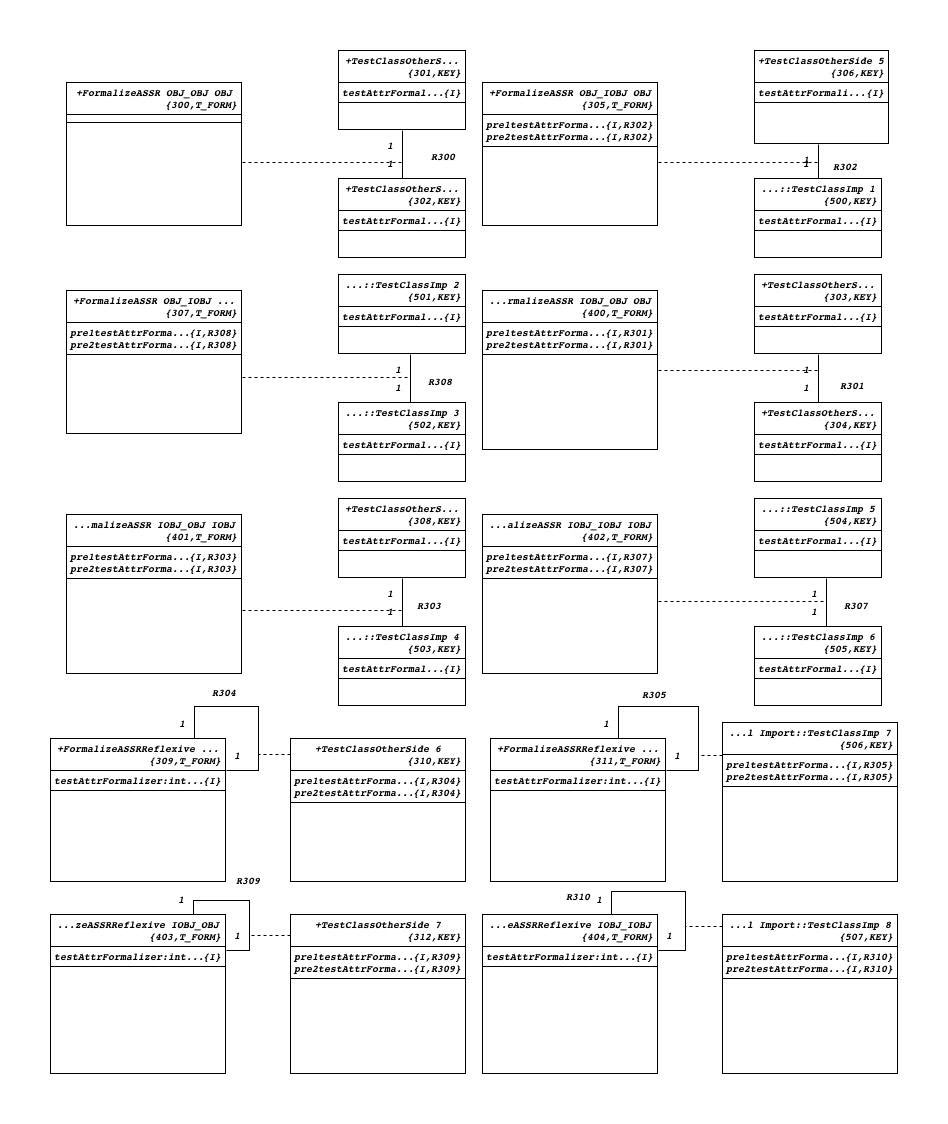 +FormalizeASSR OBJ_OBJ OBJ
{300,T_FORM}
+TestClassOtherS...
{301,KEY}
testAttrFormal...{I}
1
1
R300
+TestClassOtherS...
{302,KEY}
testAttrFormal...{I}
+FormalizeASSR OBJ_IOBJ OBJ
{305,T_FORM}
pre1testAttrForma...{I,R302}
pre2testAttrForma...{I,R302}
+TestClassOtherSide 5
{306,KEY}
testAttrFormali...{I}
1
1
R302
...::TestClassImp 1
{500,KEY}
testAttrFormal...{I}
+FormalizeASSR OBJ_IOBJ ...
{307,T_FORM}
pre1testAttrForma...{I,R308}
pre2testAttrForma...{I,R308}
...::TestClassImp 2
{501,KEY}
testAttrFormal...{I}
1
1
R308
...::TestClassImp 3
{502,KEY}
testAttrFormal...{I}
...rmalizeASSR IOBJ_OBJ OBJ
{400,T_FORM}
pre1testAttrForma...{I,R301}
pre2testAttrForma...{I,R301}
+TestClassOtherS...
{303,KEY}
testAttrFormal...{I}
1
1
R301
+TestClassOtherS...
{304,KEY}
testAttrFormal...{I}
...malizeASSR IOBJ_OBJ IOBJ
{401,T_FORM}
pre1testAttrForma...{I,R303}
pre2testAttrForma...{I,R303}
+TestClassOtherS...
{308,KEY}
testAttrFormal...{I}
1
1
R303
...::TestClassImp 4
{503,KEY}
testAttrFormal...{I}
...alizeASSR IOBJ_IOBJ IOBJ
{402,T_FORM}
pre1testAttrForma...{I,R307}
pre2testAttrForma...{I,R307}
...::TestClassImp 5
{504,KEY}
testAttrFormal...{I}
1
1
R307
...::TestClassImp 6
{505,KEY}
testAttrFormal...{I}
R304
1
1
+FormalizeASSRReflexive ...
{309,T_FORM}
testAttrFormalizer:int...{I}
+TestClassOtherSide 6
{310,KEY}
pre1testAttrForma...{I,R304}
pre2testAttrForma...{I,R304}
R305
1
1
+FormalizeASSRReflexive ...
{311,T_FORM}
testAttrFormalizer:int...{I}
...l Import::TestClassImp 7
{506,KEY}
pre1testAttrForma...{I,R305}
pre2testAttrForma...{I,R305}
R309
1
1
...zeASSRReflexive IOBJ_OBJ
{403,T_FORM}
testAttrFormalizer:int...{I}
+TestClassOtherSide 7
{312,KEY}
pre1testAttrForma...{I,R309}
pre2testAttrForma...{I,R309}
R310
1
1
...eASSRReflexive IOBJ_IOBJ
{404,T_FORM}
testAttrFormalizer:int...{I}
...l Import::TestClassImp 8
{507,KEY}
pre1testAttrForma...{I,R310}
pre2testAttrForma...{I,R310}